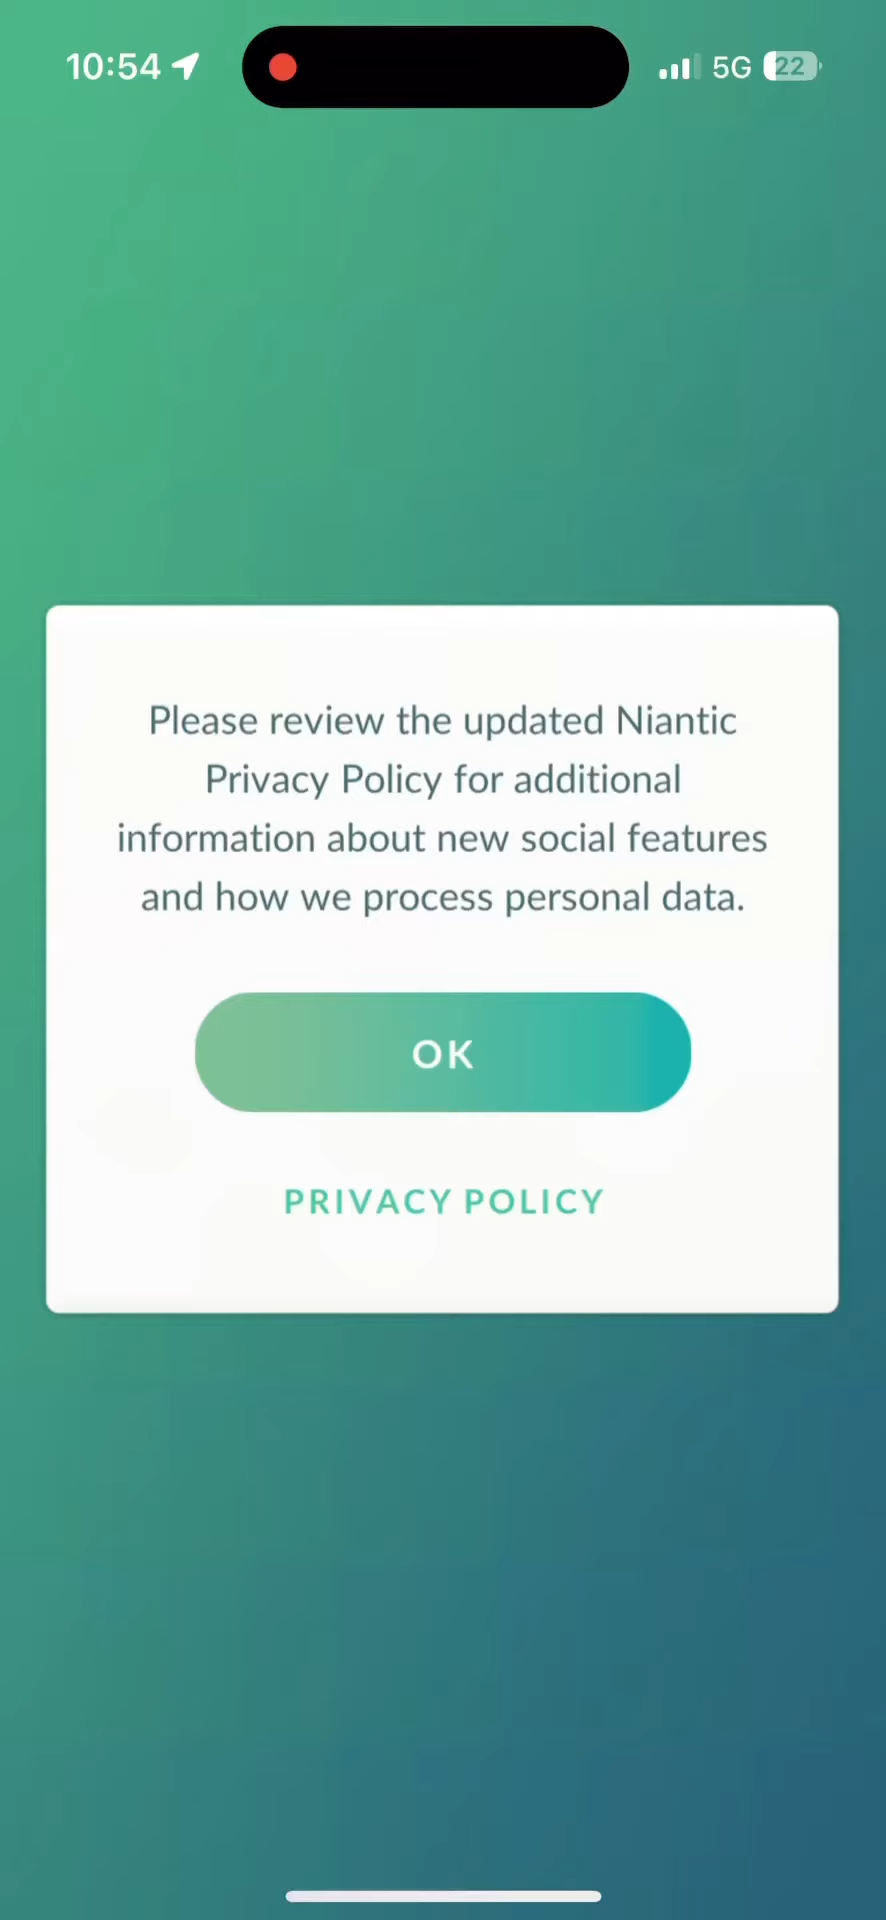 10:54 5G 22
Please review the updated Niantic
Privacy Policy for additional
information about new social features
and how we process personal data.
OK
PRIVACY POLICY